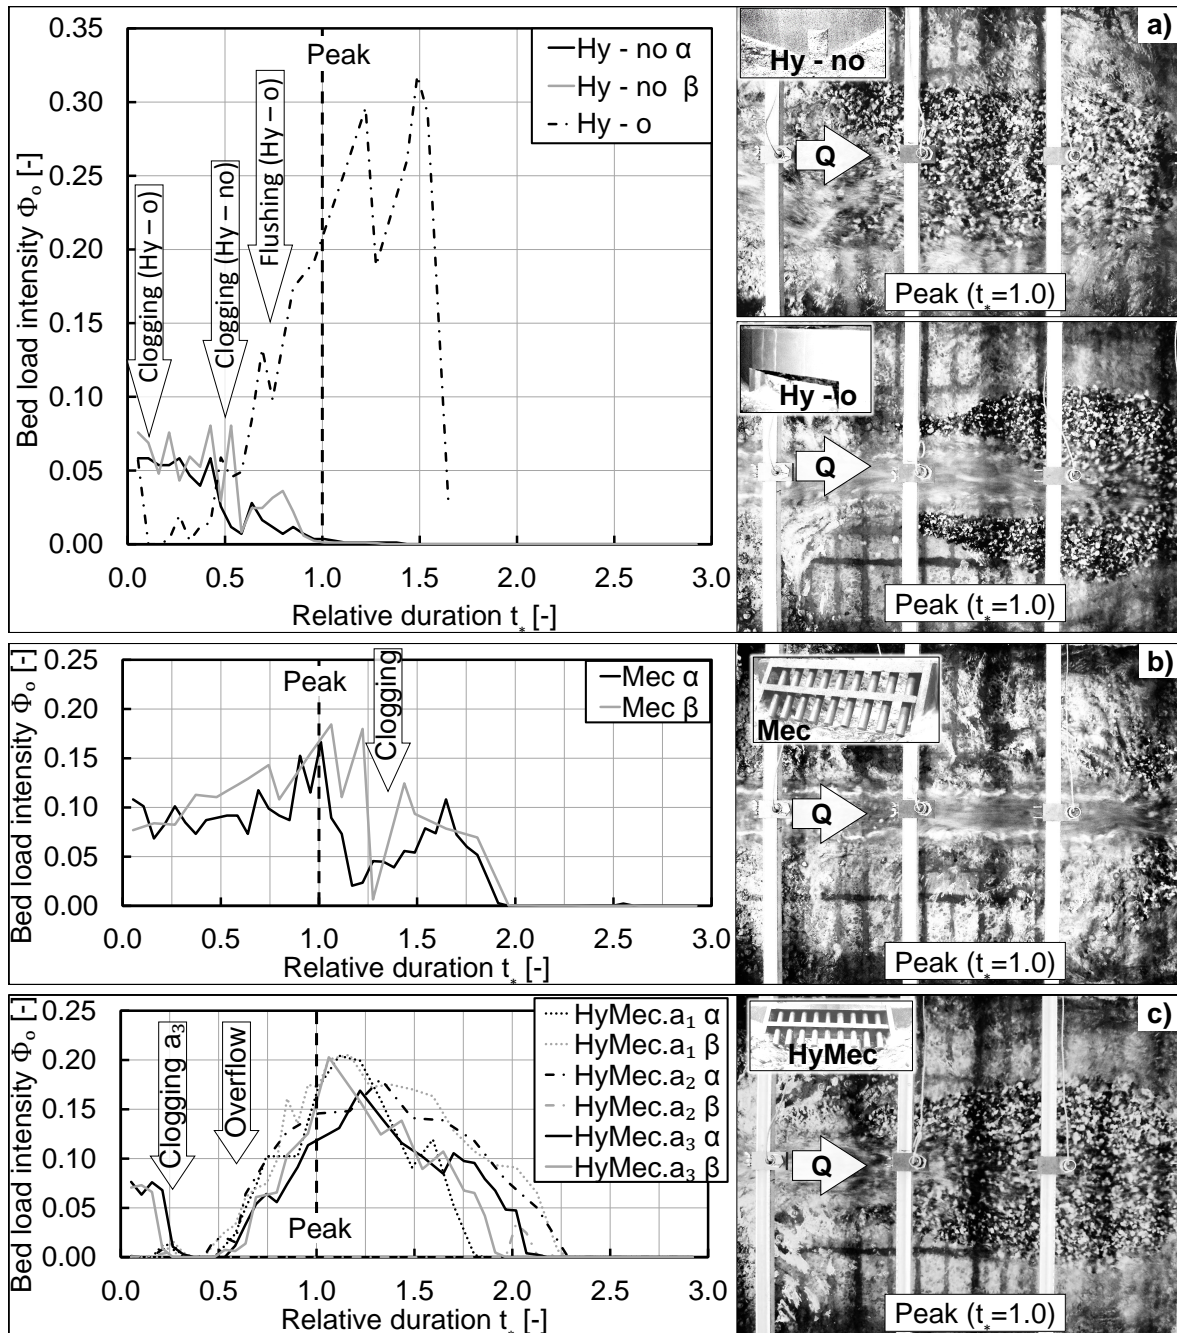 a)
0.35
0.30
0.25
0.20
0.15
0.10
0.05
0.00
Bed load intensity Φₒ [-]
Peak
Hy - no α
Hy - no β
Hy - o
Clogging (Hy – o)
Clogging (Hy – no)
Flushing (Hy – o)
0.0 0.5 1.0 1.5 2.0 2.5 3.0
Relative duration t* [-]
Hy - no
Q
Peak (t*=1.0)
Hy - o
Q
Peak (t*=1.0)
b)
0.25
0.20
0.15
0.10
0.05
0.00
Bed load intensity Φₒ [-]
Peak
Clogging
Mec α
Mec β
0.0 0.5 1.0 1.5 2.0 2.5 3.0
Relative duration t* [-]
Mec
Q
Peak (t*=1.0)
c)
0.25
0.20
0.15
0.10
0.05
0.00
Bed load intensity Φₒ [-]
Clogging a₃
Overflow
Peak
HyMec.a₁ α
HyMec.a₁ β
HyMec.a₂ α
HyMec.a₂ β
HyMec.a₃ α
HyMec.a₃ β
0.0 0.5 1.0 1.5 2.0 2.5 3.0
Relative duration t* [-]
HyMec
Q
Peak (t*=1.0)